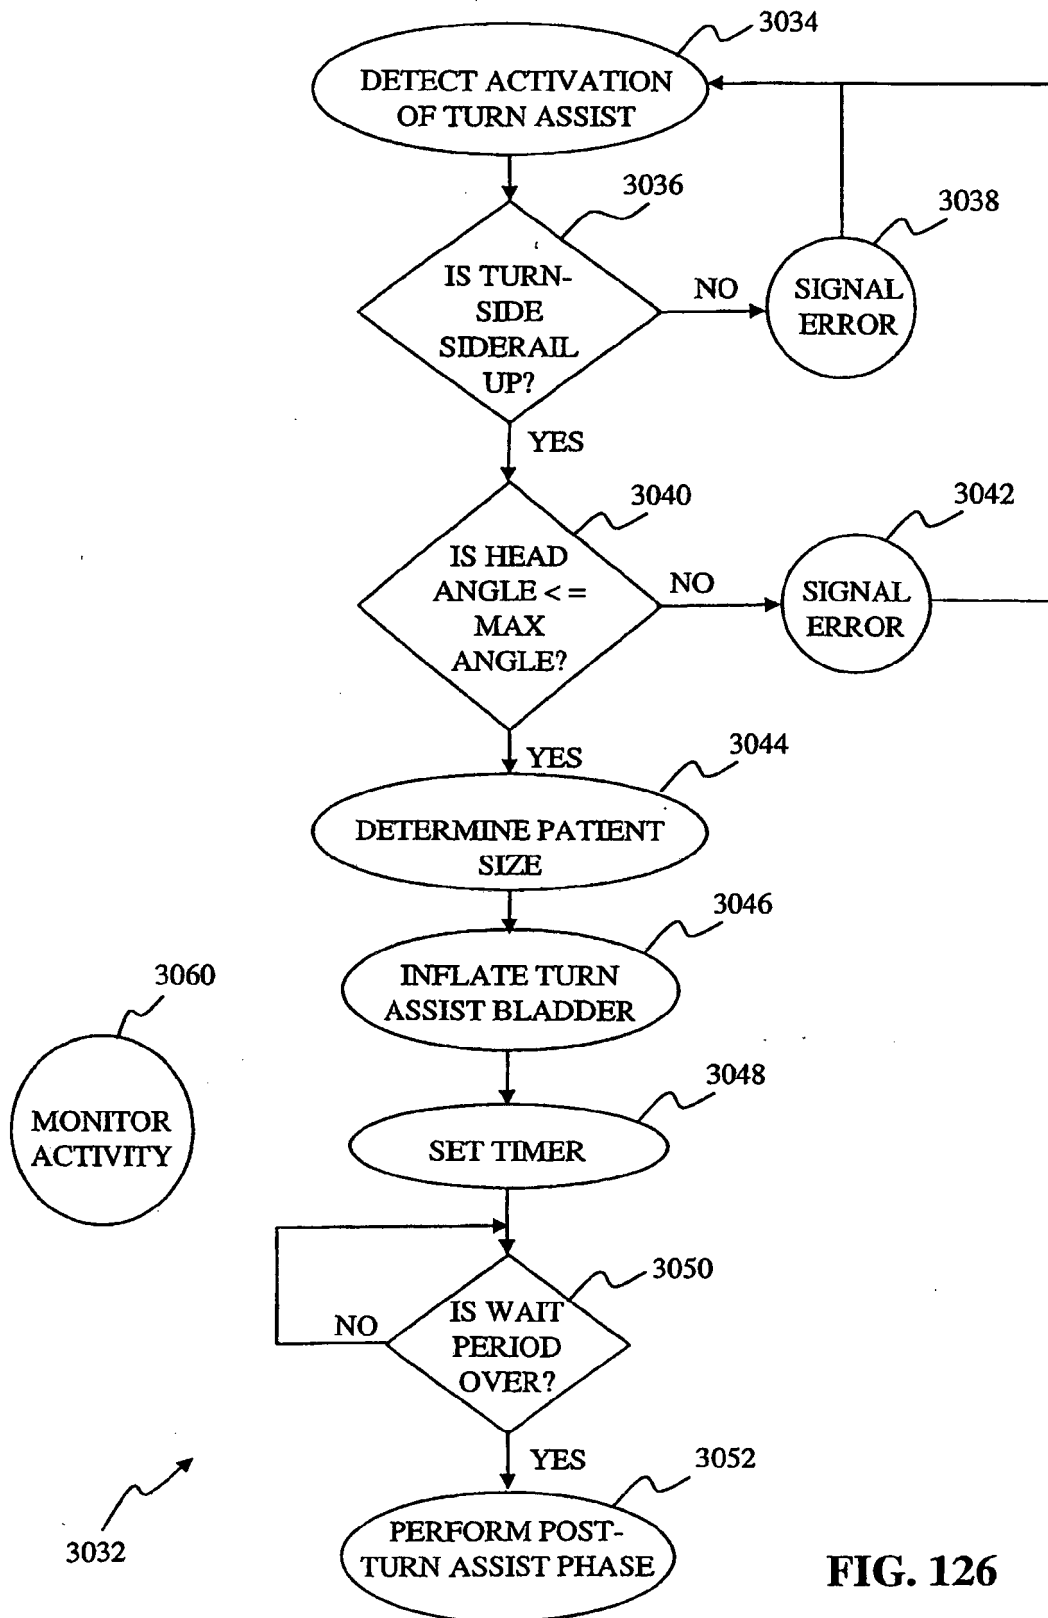 3034
DETECT ACTIVATION
OF TURN ASSIST
3036
3038
IS TURN-
SIDE
SIDERAIL
UP?
NO
SIGNAL
ERROR
YES
3040
3042
IS HEAD
ANGLE < =
MAX
ANGLE?
NO
SIGNAL
ERROR
YES
3044
DETERMINE PATIENT
SIZE
3046
INFLATE TURN
ASSIST BLADDER
3060
MONITOR
ACTIVITY
3048
SET TIMER
3050
IS WAIT
PERIOD
OVER?
NO
YES
3052
PERFORM POST-
TURN ASSIST PHASE
3032
FIG. 126